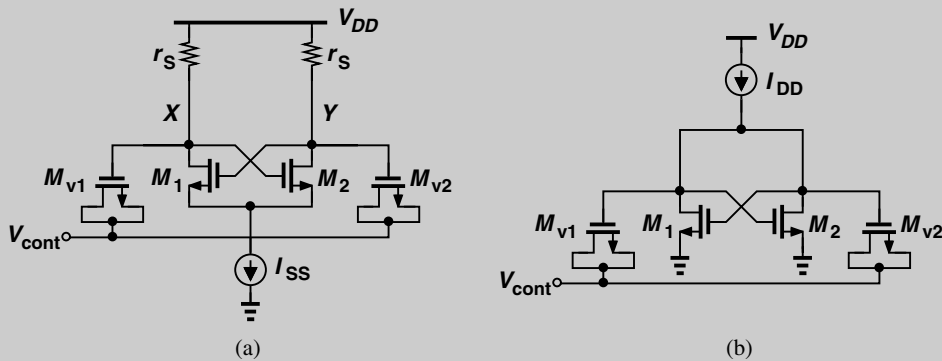 V_DD
r_S
r_S
X
Y
M_v1
M_1
M_2
M_v2
V_cont
I_SS
(a)
V_DD
I_DD
M_v1
M_1
M_2
M_v2
V_cont
(b)